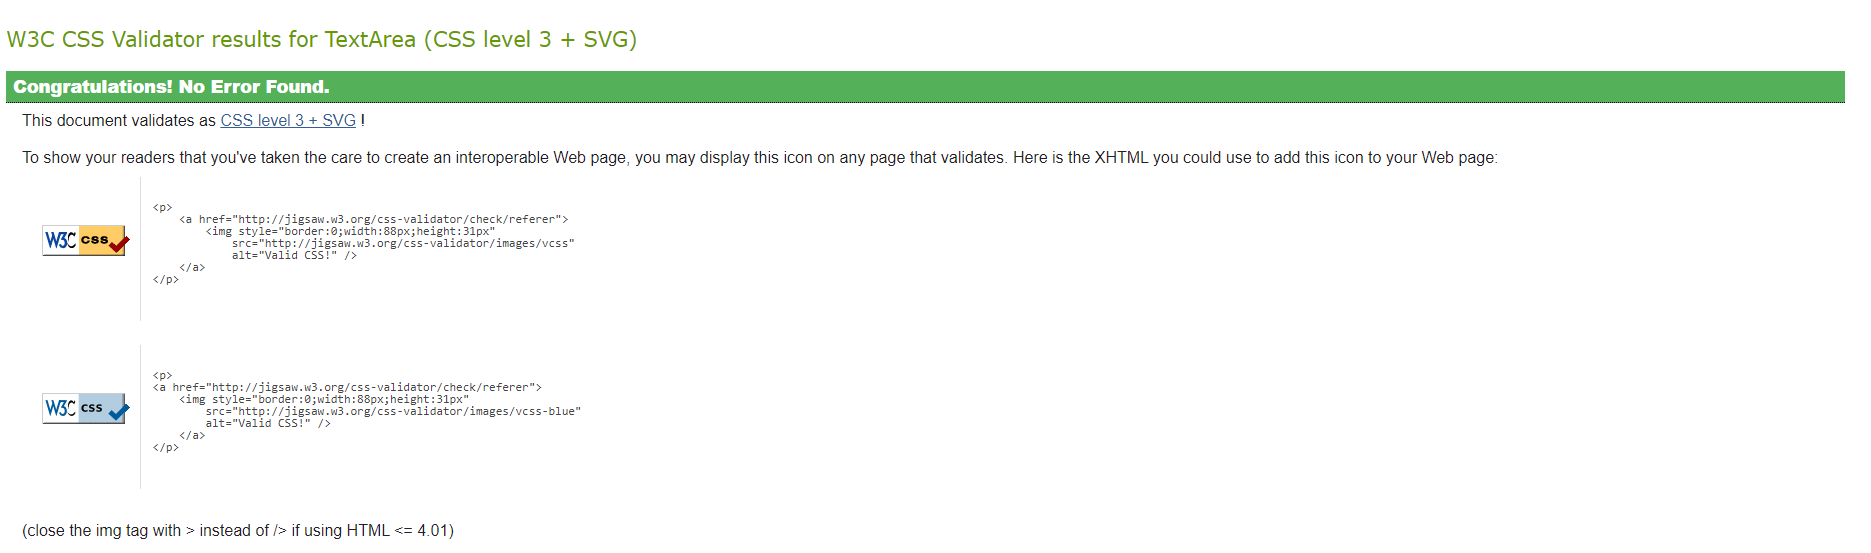 W3C CSS Validator results for TextArea (CSS level 3 + SVG)
Congratulations! No Error Found.
This document validates as CSS level 3 + SVG !
To show your readers that you've taken the care to create an interoperable Web page, you may display this icon on any page that validates. Here is the XHTML you could use to add this icon to your Web page:
W3C css
<p>
    <a href="http://jigsaw.w3.org/css-validator/check/referer">
        <img style="border:0;width:88px;height:31px"
            src="http://jigsaw.w3.org/css-validator/images/vcss"
            alt="Valid CSS!" />
    </a>
</p>
W3C css
<p>
<a href="http://jigsaw.w3.org/css-validator/check/referer">
    <img style="border:0;width:88px;height:31px"
        src="http://jigsaw.w3.org/css-validator/images/vcss-blue"
        alt="Valid CSS!" />
    </a>
</p>
(close the img tag with > instead of /> if using HTML <= 4.01)